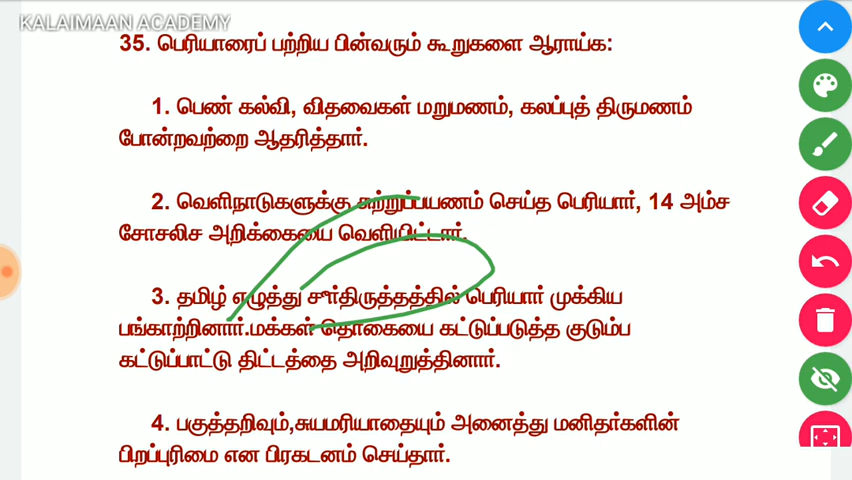 KALAIMAAN ACADEMY
35. பெரியாரைப் பற்றிய பின்வரும் கூறுகளை ஆராய்க:
1. பெண் கல்வி, விதவைகள் மறுமணம், கலப்புத் திருமணம்
போன்றவற்றை ஆதரித்தார்.
2. வெளிநாடுகளுக்கு சுற்றுப்பயணம் செய்த பெரியார், 14 அம்ச
சோசலிச அறிக்கையை வெளியிட்டார்.
3. தமிழ் எழுத்து சீர்திருத்தத்தில் பெரியார் முக்கிய
பங்காற்றினார்.மக்கள் தொகையை கட்டுப்படுத்த குடும்ப
கட்டுப்பாட்டு திட்டத்தை அறிவுறுத்தினார்.
4. பகுத்தறிவும்,சுயமரியாதையும் அனைத்து மனிதர்களின்
பிறப்புரிமை என பிரகடனம் செய்தார்.